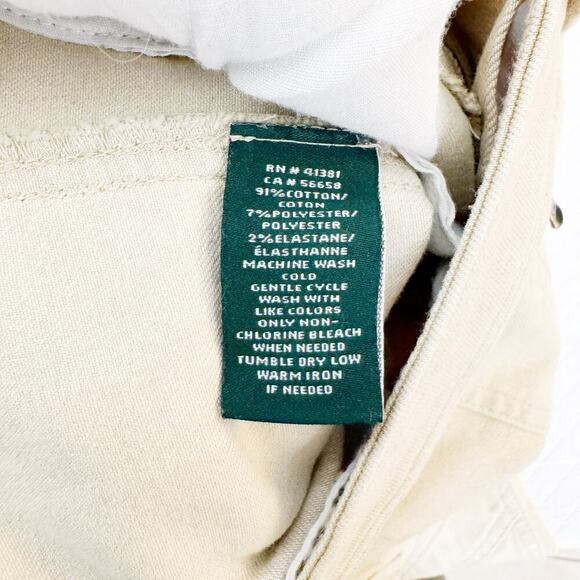 RN # 41381
CA # 56658
91% COTTON/
COTON
7% POLYESTER/
POLYESTER
2% ELASTANE/
ÉLASTHANNE
MACHINE WASH
COLD
GENTLE CYCLE
WASH WITH
LIKE COLORS
ONLY NON-
CHLORINE BLEACH
WHEN NEEDED
TUMBLE DRY LOW
WARM IRON
IF NEEDED